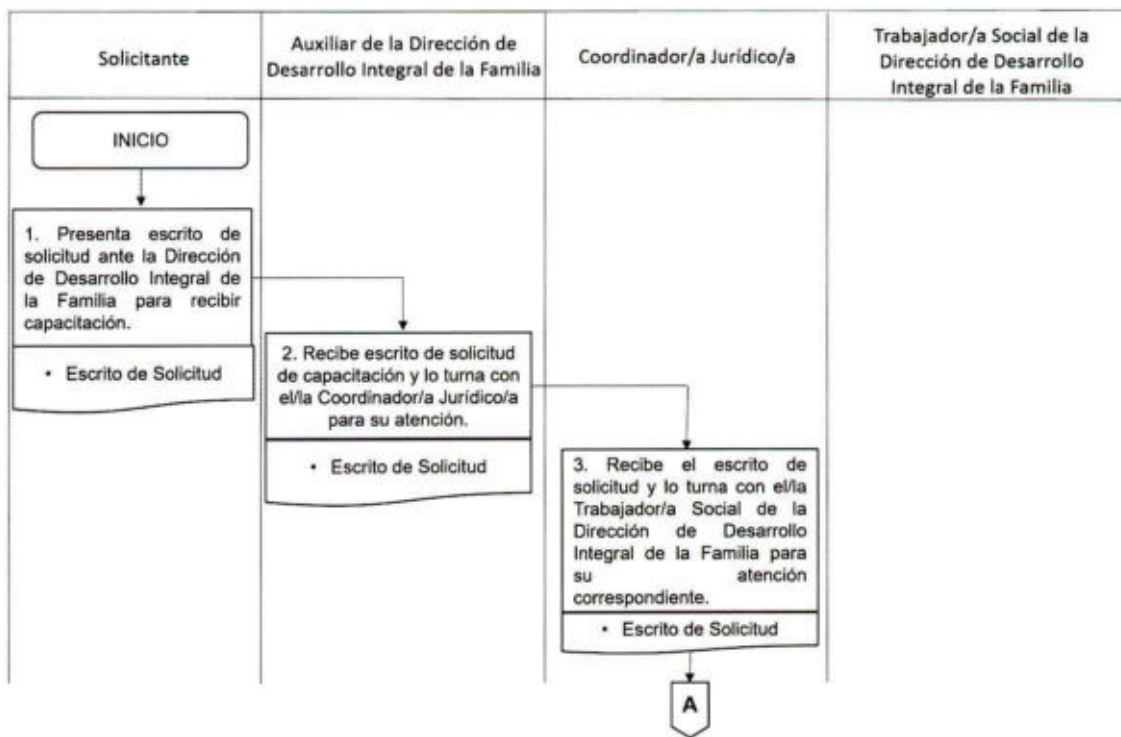 Solicitante
Auxiliar de la Dirección de
Desarrollo Integral de la Familia
Coordinador/a Jurídico/a
Trabajador/a Social de la
Dirección de Desarrollo
Integral de la Familia
INICIO
1. Presenta escrito de
solicitud ante la Dirección
de Desarrollo Integral de
la Familia para recibir
capacitación.
• Escrito de Solicitud
2. Recibe escrito de solicitud
de capacitación y lo turna con
el/la Coordinador/a Jurídico/a
para su atención.
• Escrito de Solicitud
3. Recibe el escrito de
solicitud y lo turna con el/la
Trabajador/a Social de la
Dirección de Desarrollo
Integral de la Familia para
su atención
correspondiente.
• Escrito de Solicitud
A